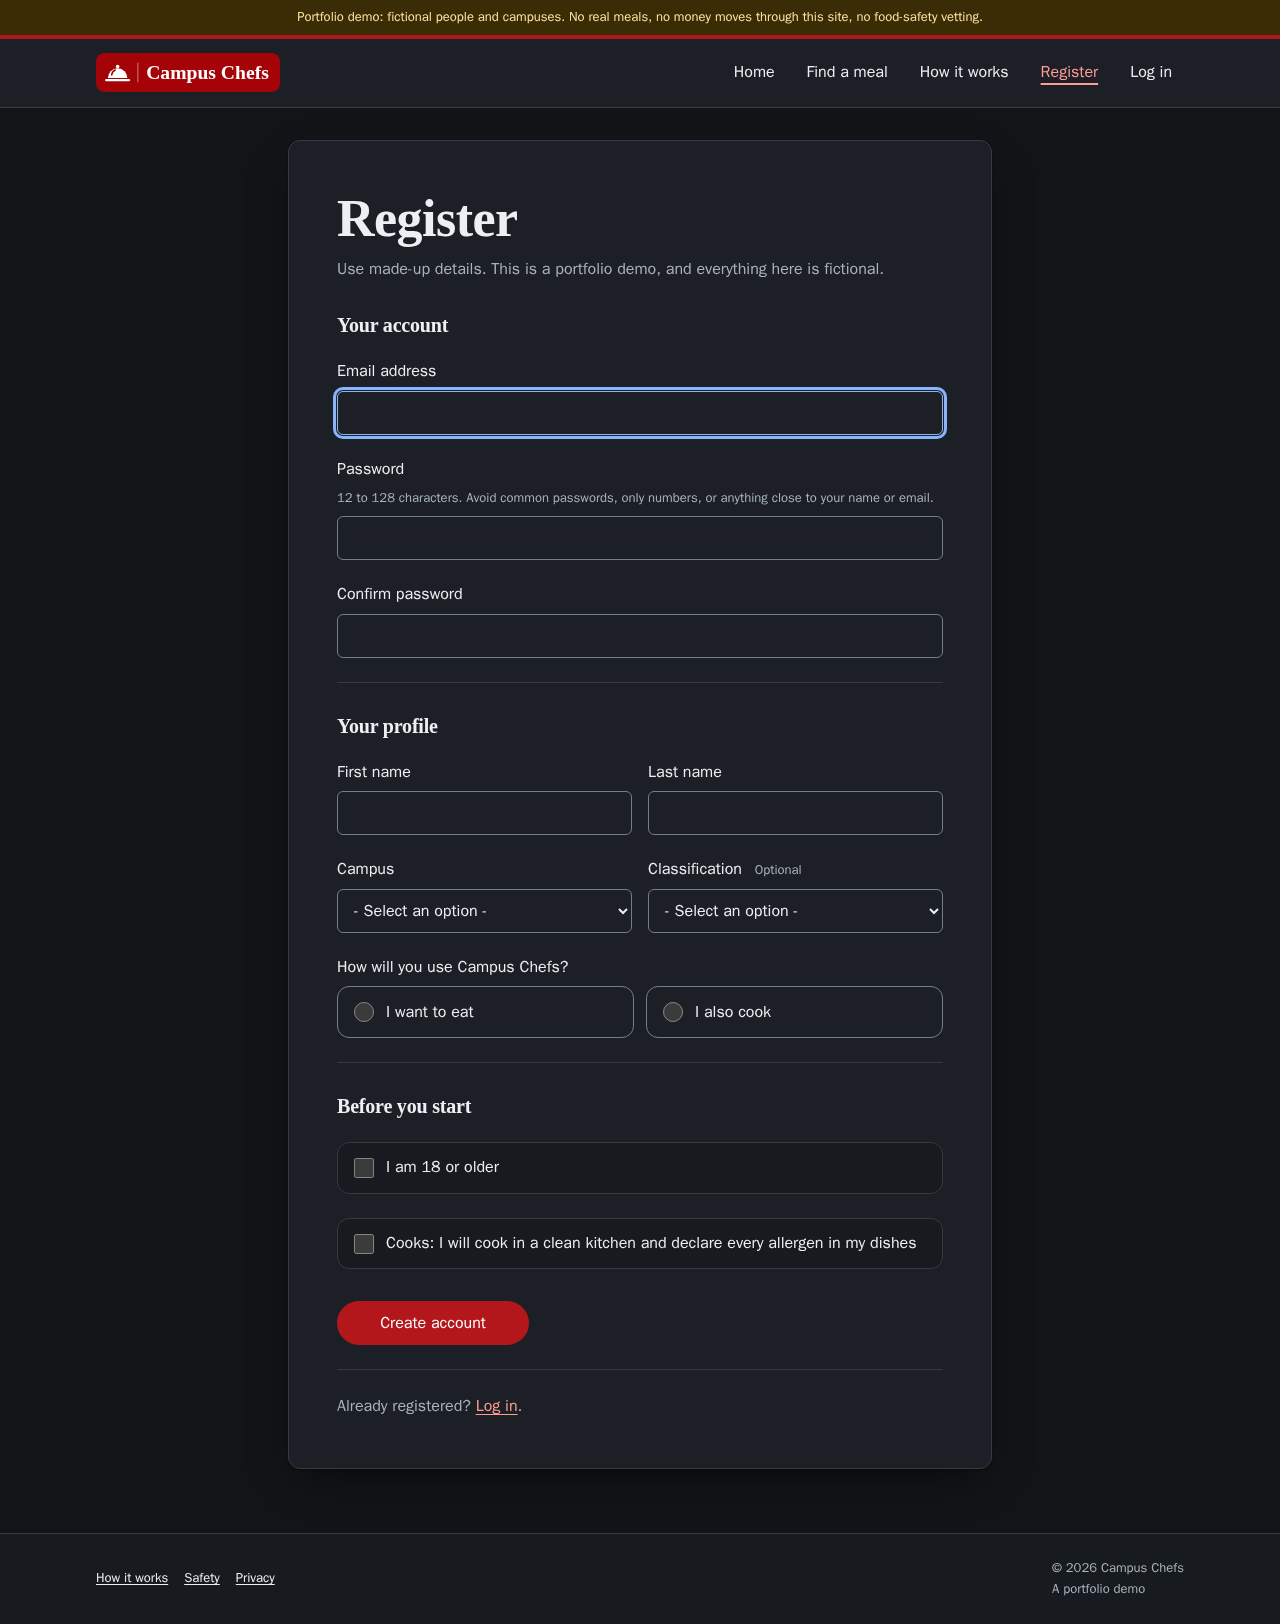 Portfolio demo: fictional people and campuses. No real meals, no money moves through this site, no food-safety vetting.
Campus Chefs
Home
Find a meal
How it works
Register
Log in
Register
Use made-up details. This is a portfolio demo, and everything here is fictional.
Your account
Email address
Password
12 to 128 characters. Avoid common passwords, only numbers, or anything close to your name or email.
Confirm password
Your profile
First name
Last name
Campus
Classification Optional
- Select an option -
- Select an option -
How will you use Campus Chefs?
I want to eat
I also cook
Before you start
I am 18 or older
Cooks: I will cook in a clean kitchen and declare every allergen in my dishes
Create account
Already registered? Log in.
How it works
Safety
Privacy
© 2026 Campus Chefs
A portfolio demo